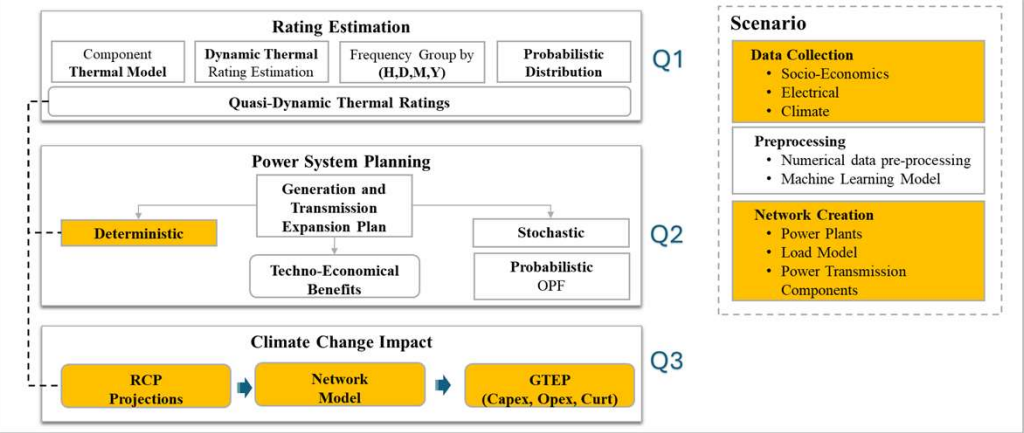 Rating Estimation
Component
Thermal Model
Dynamic Thermal
Rating Estimation
Frequency Group by
(H,D,M,Y)
Probabilistic
Distribution
Quasi-Dynamic Thermal Ratings
Q1
Power System Planning
Generation and
Transmission
Expansion Plan
Deterministic
Stochastic
Techno-Economical
Benefits
Probabilistic
OPF
Q2
Climate Change Impact
RCP
Projections
Network
Model
GTEP
(Capex, Opex, Curt)
Q3
Scenario
Data Collection
• Socio-Economics
• Electrical
• Climate
Preprocessing
• Numerical data pre-processing
• Machine Learning Model
Network Creation
• Power Plants
• Load Model
• Power Transmission
Components